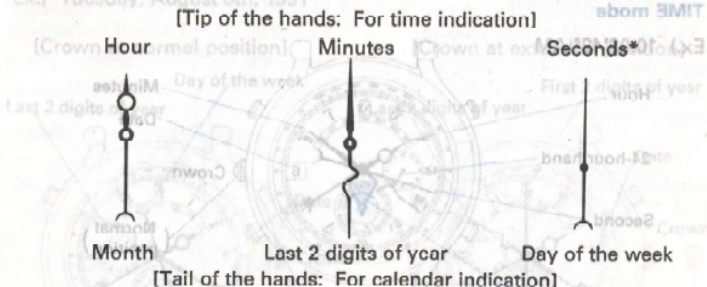 [Tip of the hands: For time indication]
Hour Minutes Seconds*
Month Last 2 digits of year Day of the week
[Tail of the hands: For calendar indication]